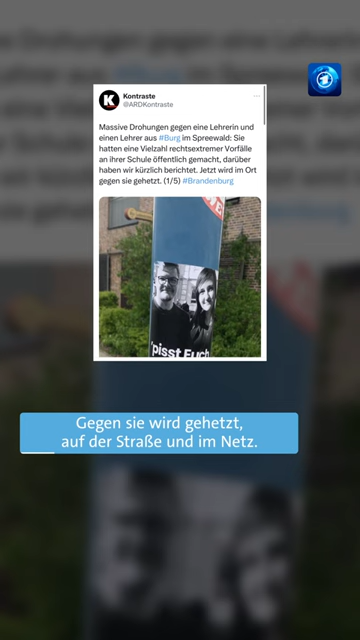 Kontraste
@ARDKontraste
Massive Drohungen gegen eine Lehrerin und
einen Lehrer aus #Burg im Spreewald: Sie
hatten eine Vielzahl rechtsextremer Vorfälle
an ihrer Schule öffentlich gemacht, darüber
haben wir kürzlich berichtet. Jetzt wird im Ort
gegen sie gehetzt. (1/5) #Brandenburg
'pisst Euch
Gegen sie wird gehetzt,
auf der Straße und im Netz.